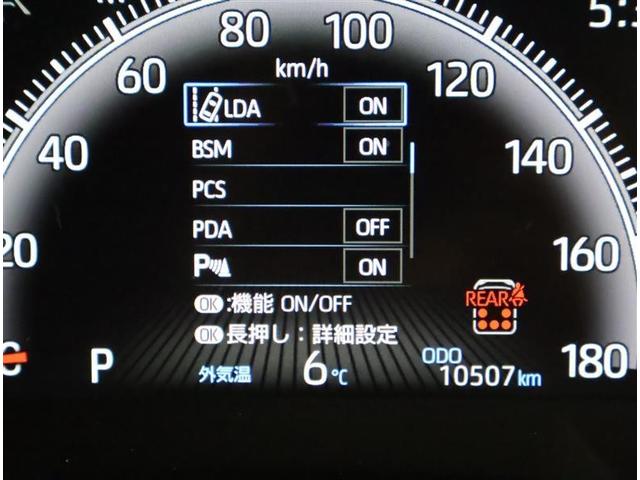 80 100
5:
km/h
60 120
LDA ON
BSM ON
40 140
PCS
PDA OFF
20 160
P ON
REAR
OK:機能 ON/OFF
OK長押し：詳細設定
C P 外気温 6℃ ODO 10507km 180